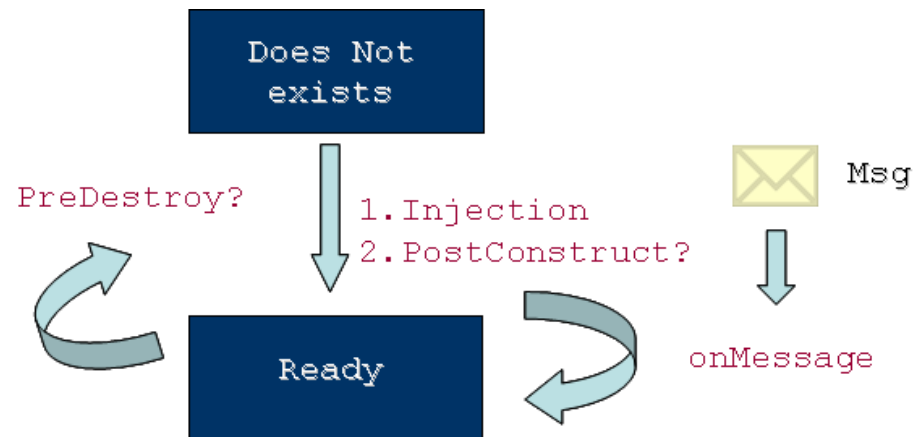 Does Not
exists
PreDestroy?
1.Injection
2.PostConstruct?
Msg
onMessage
Ready